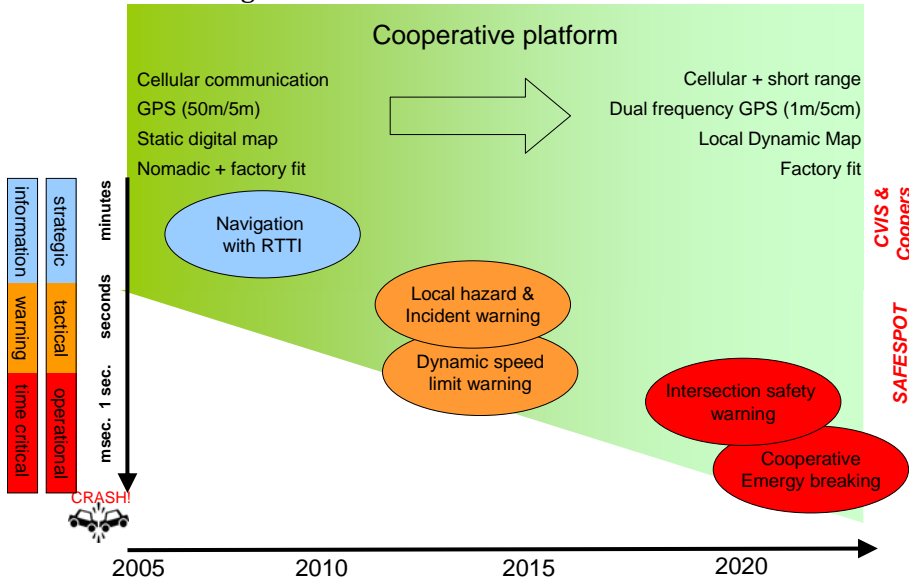 Cooperative platform
Cellular communication
GPS (50m/5m)
Static digital map
Nomadic + factory fit
Cellular + short range
Dual frequency GPS (1m/5cm)
Local Dynamic Map
Factory fit
information
warning
time critical
strategic
tactical
operational
minutes
seconds
1 sec.
msec.
Navigation
with RTTI
Local hazard &
Incident warning
Dynamic speed
limit warning
Intersection safety
warning
Cooperative
Emergy breaking
CVIS &
Coopers
SAFESPOT
CRASH!
2005
2010
2015
2020